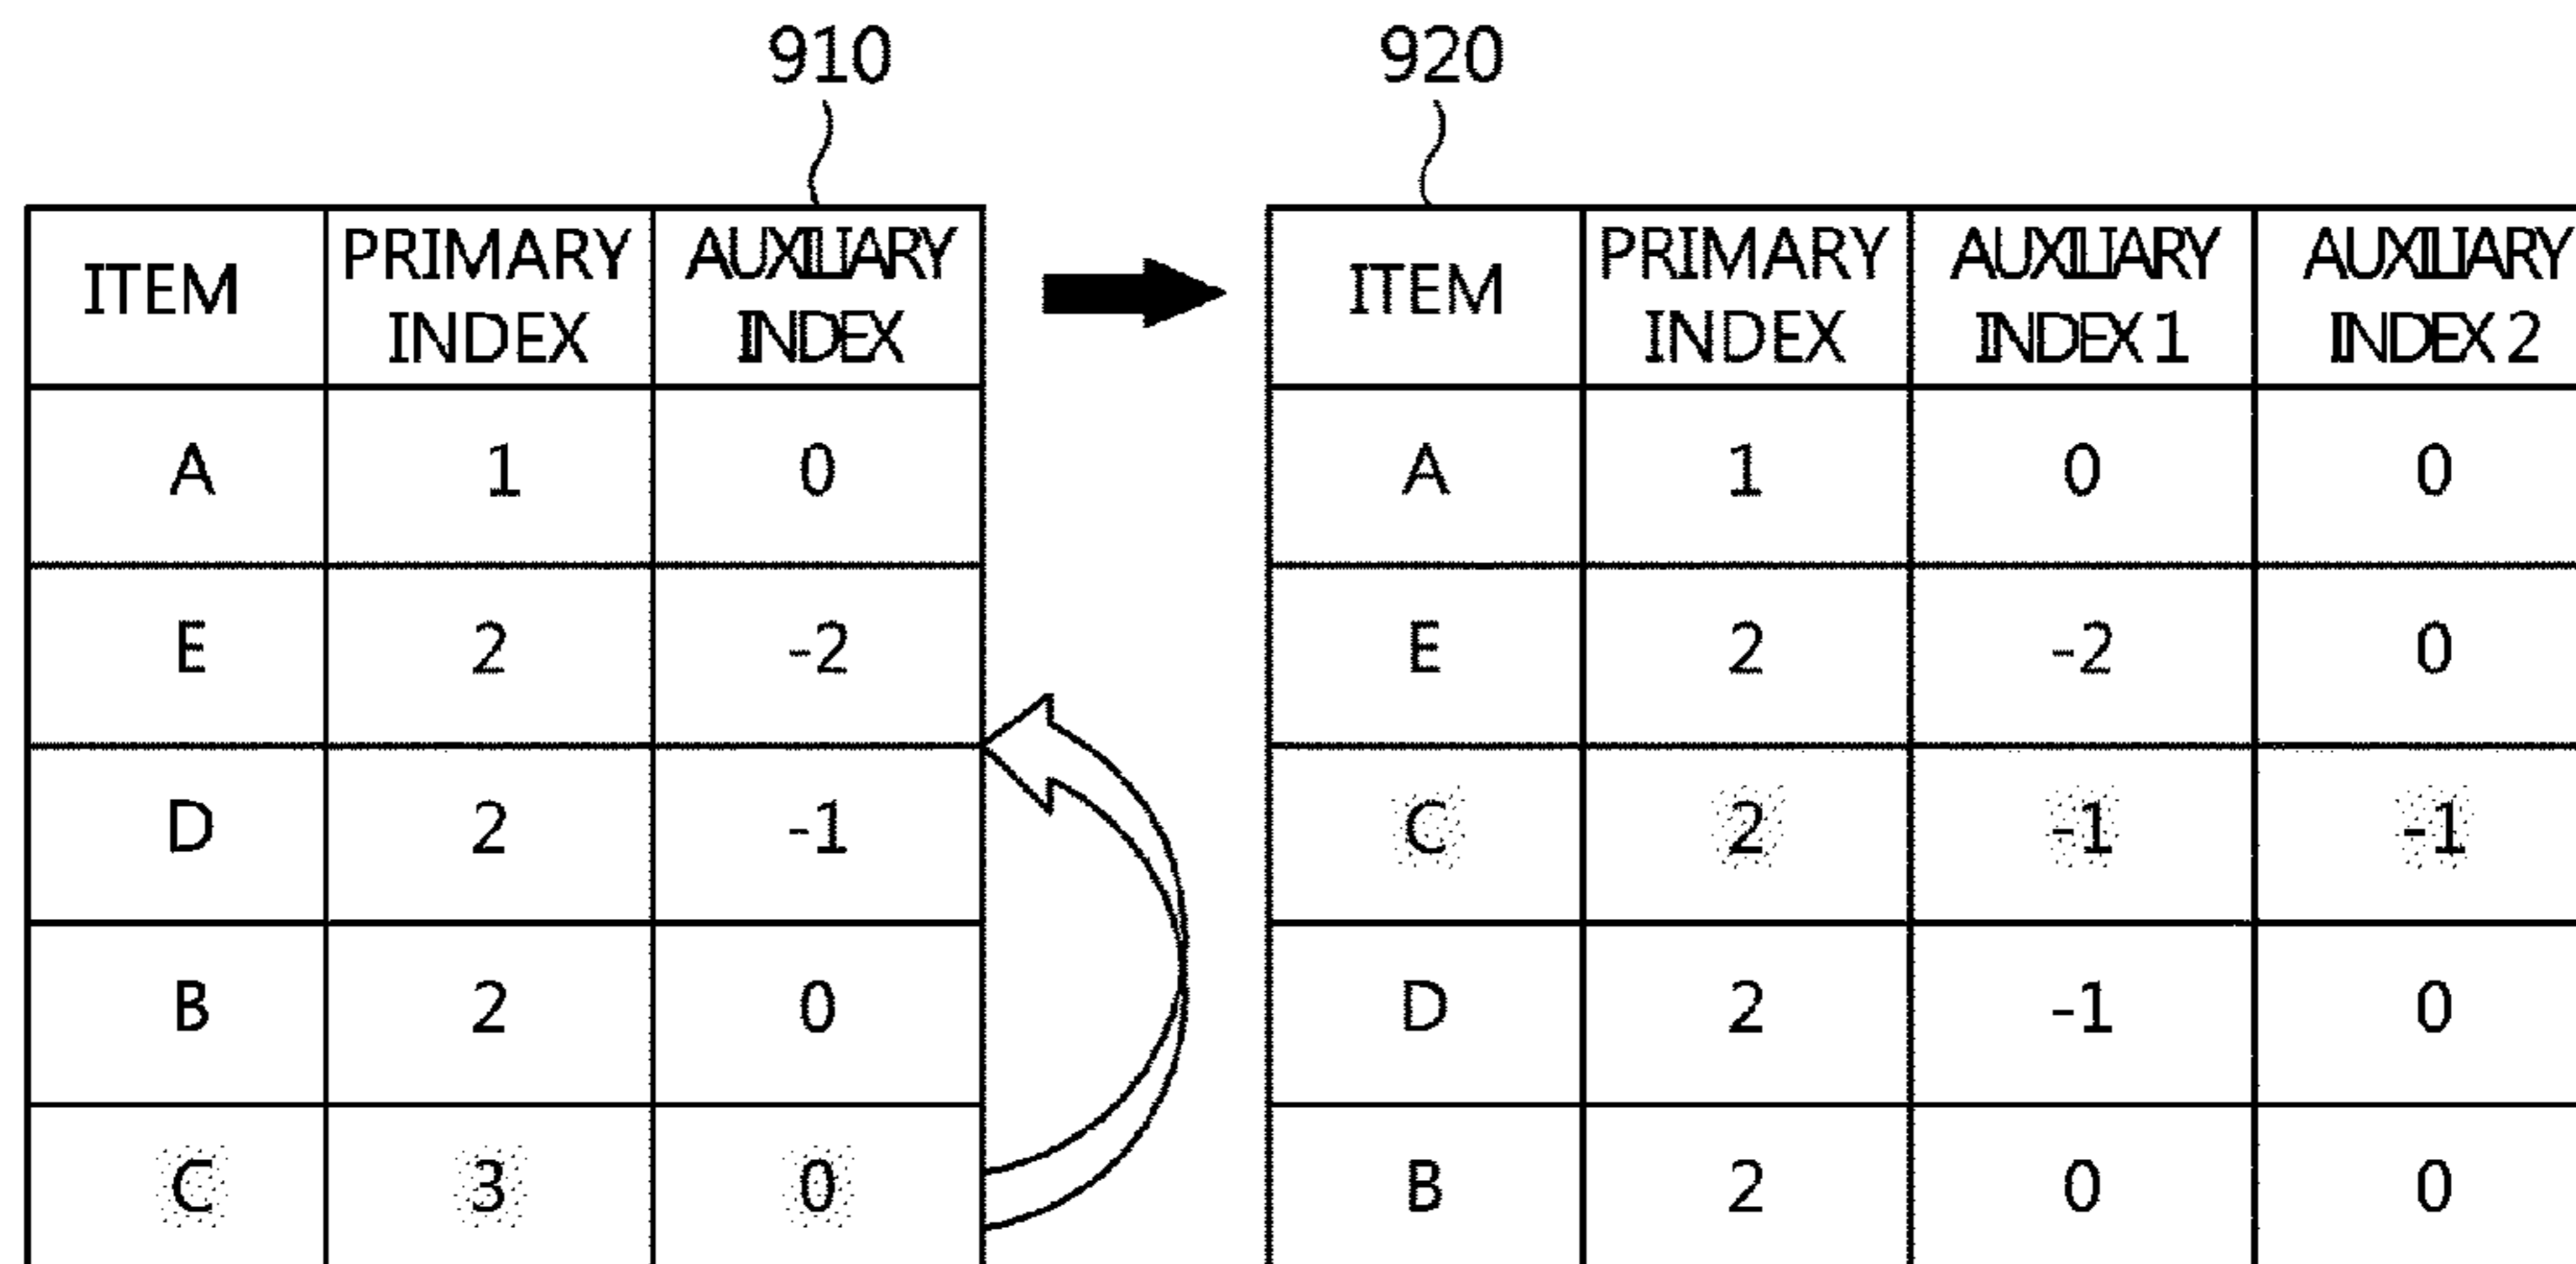 910
920
ITEM PRIMARY INDEX AUXILIARY INDEX
A 1 0
E 2 -2
D 2 -1
B 2 0
C 3 0
ITEM PRIMARY INDEX AUXILIARY INDEX 1 AUXILIARY INDEX 2
A 1 0 0
E 2 -2 0
C 2 -1 -1
D 2 -1 0
B 2 0 0